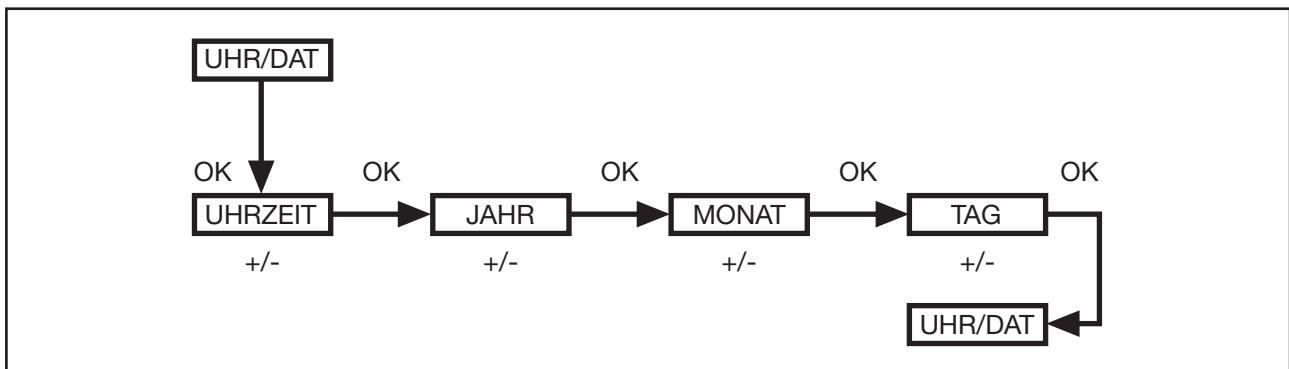 UHR/DAT
OK OK OK OK OK
UHRZEIT JAHR MONAT TAG
+/- +/- +/- +/-
UHR/DAT